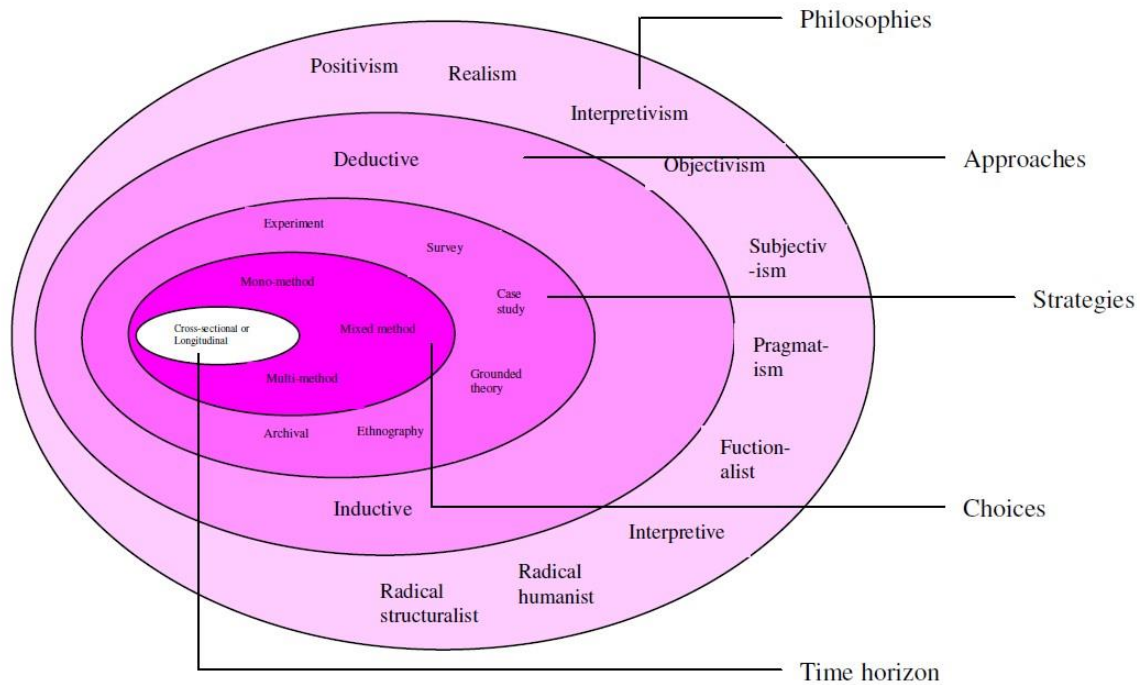 Philosophies
Positivism
Realism
Interpretivism
Deductive
Approaches
Objectivism
Experiment
Survey
Subjectiv
-ism
Mono-method
Case
study
Strategies
Cross-sectional or
Longitudinal
Mixed method
Pragmat-
ism
Multi-method
Grounded
theory
Archival
Ethnography
Fuction-
alist
Inductive
Choices
Interpretive
Radical
humanist
Radical
structuralist
Time horizon